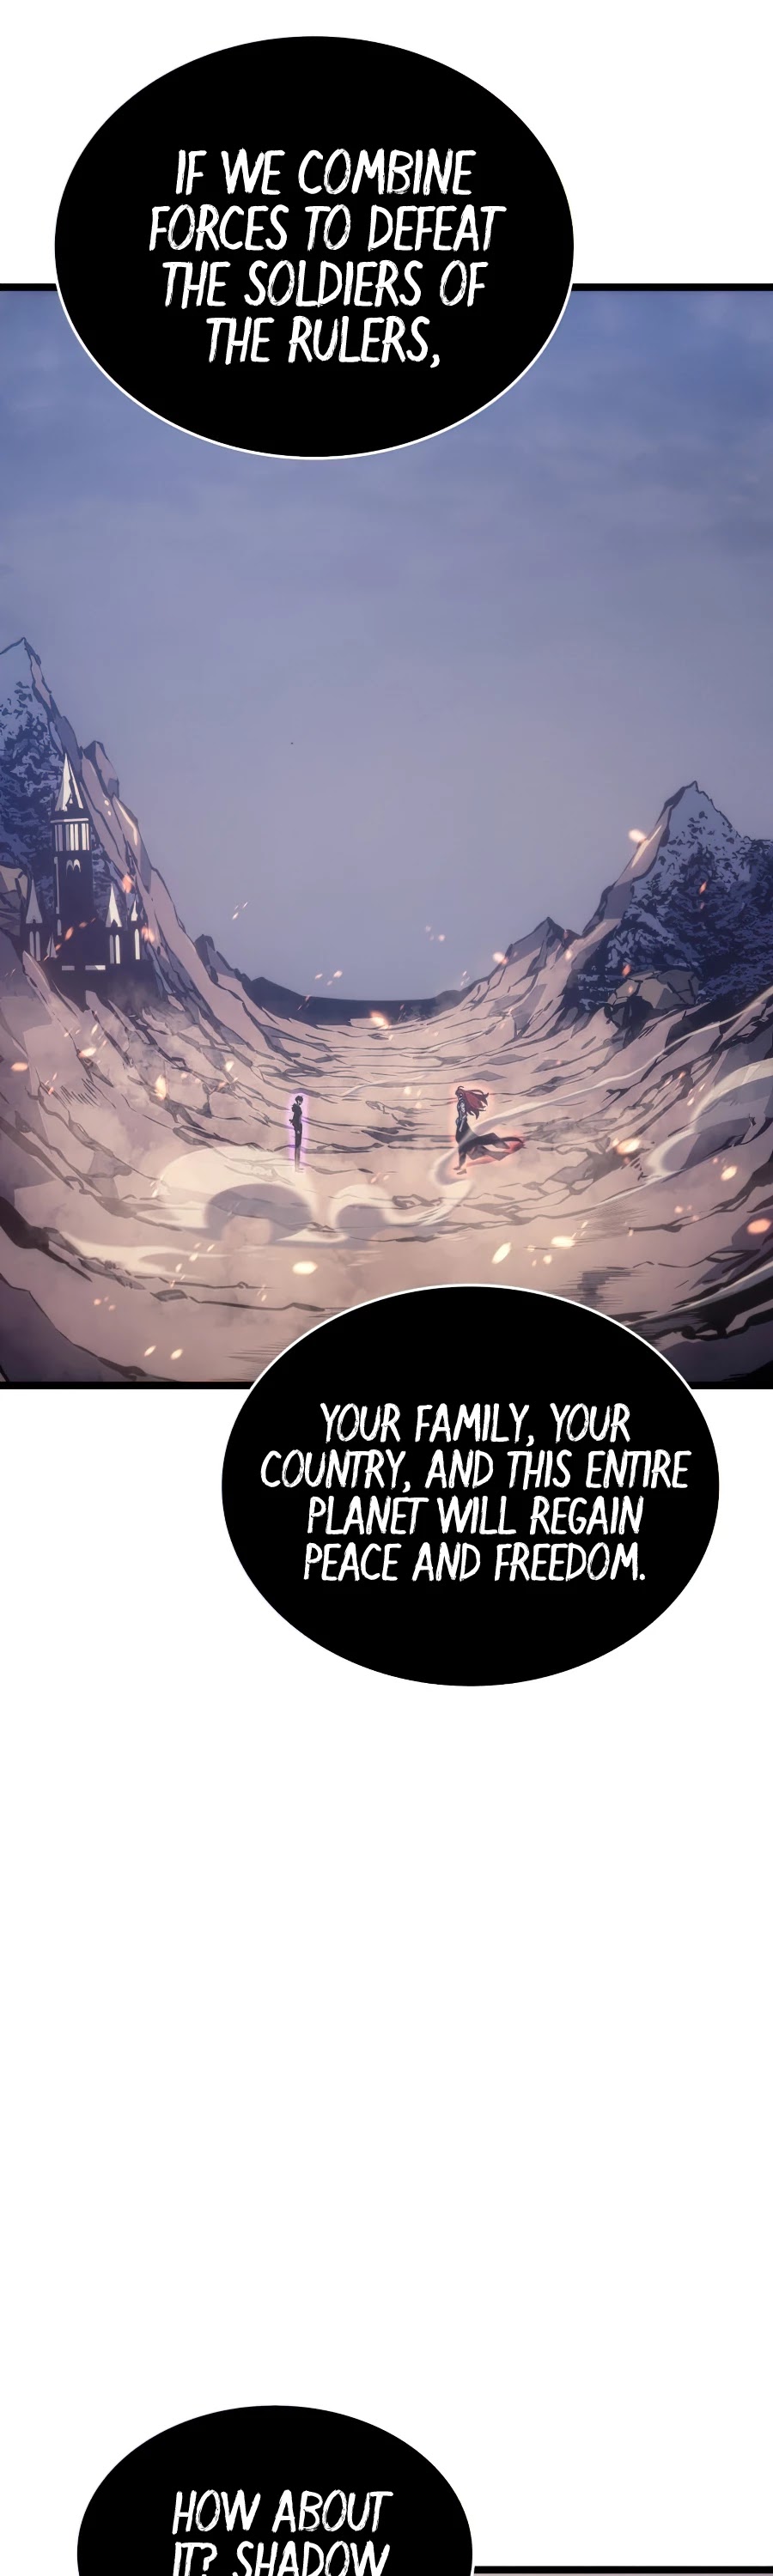 IF WE COMBINE
FORCES TO DEFEAT
THE SOLDIERS OF
THE RULERS,
YOUR FAMILY, YOUR
COUNTRY, AND THIS ENTIRE
PLANET WILL REGAIN
PEACE AND FREEDOM.
HOW ABOUT
IT? SHADOW